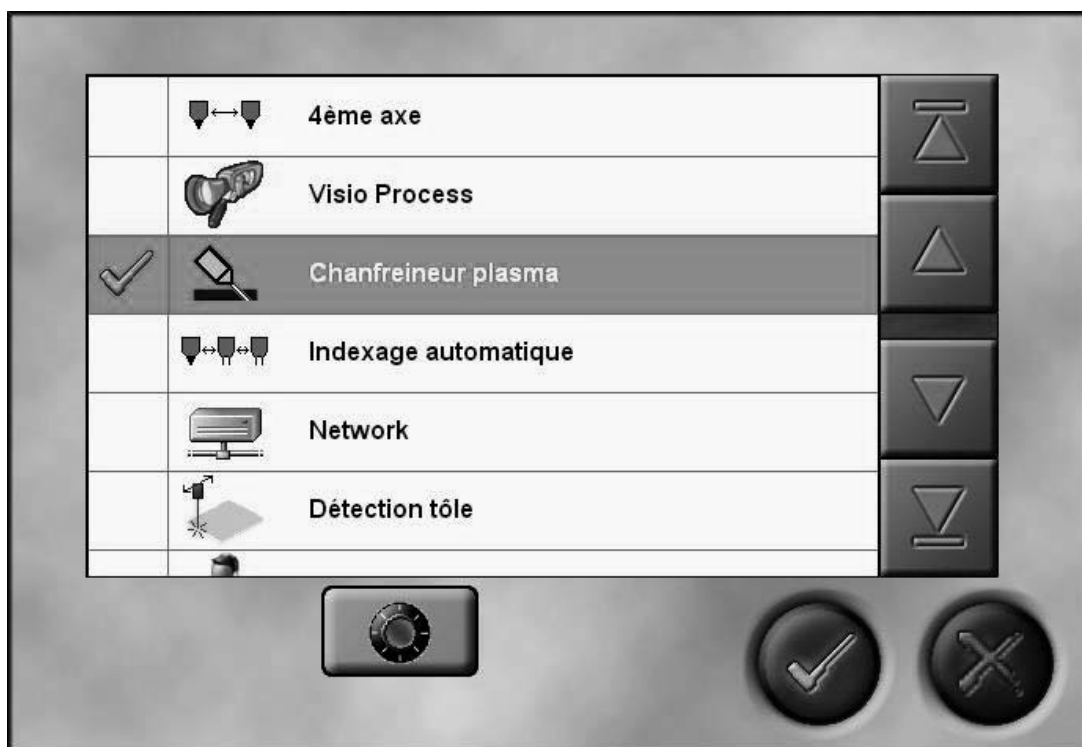 4ème axe
Visio Process
Chanfreineur plasma
Indexage automatique
Network
Détection tôle